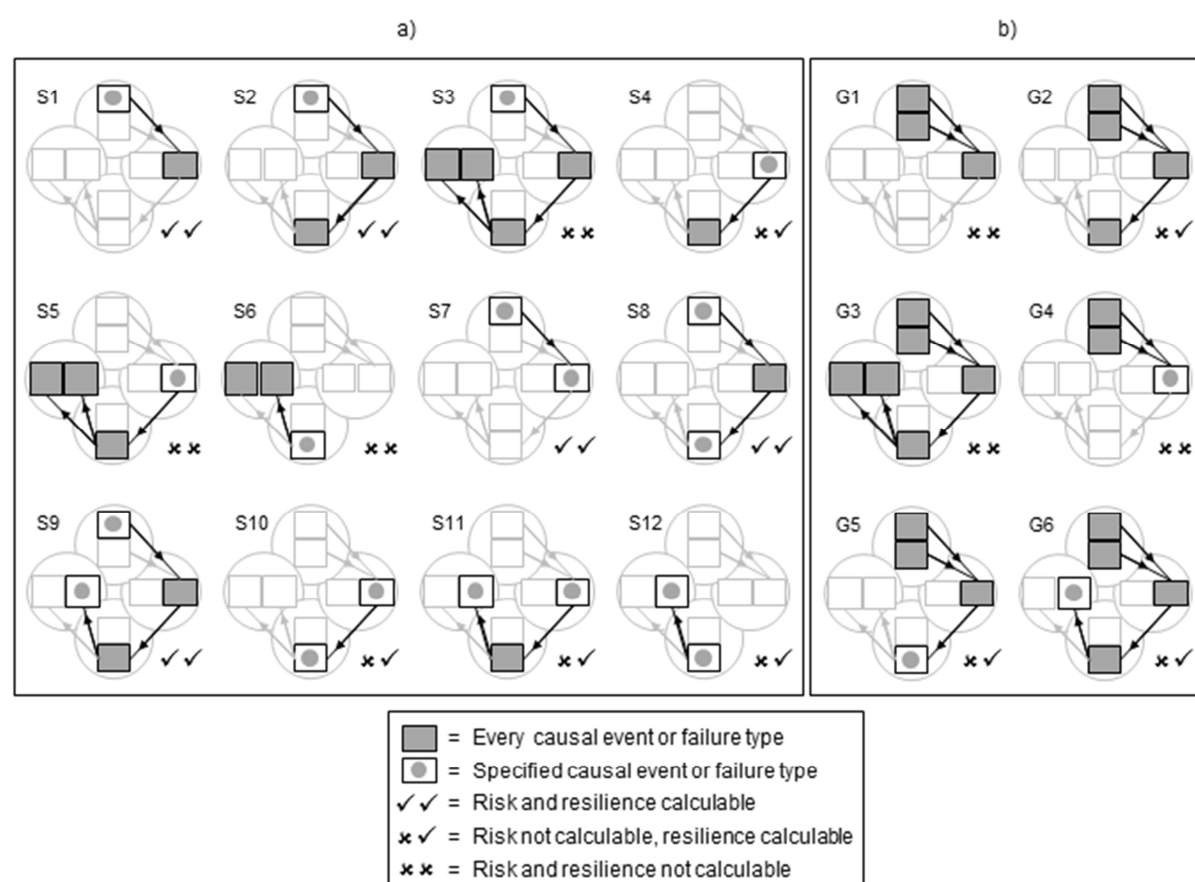 a) b)
S1 S2 S3 S4 G1 G2
✓✓ ✓✓ ✖✖ ✖✓ ✖✖ ✖✓
S5 S6 S7 S8 G3 G4
✖✖ ✖✖ ✓✓ ✓✓ ✖✖ ✖✖
S9 S10 S11 S12 G5 G6
✓✓ ✖✓ ✖✓ ✖✓ ✖✓ ✖✓
= Every causal event or failure type
= Specified causal event or failure type
✓✓ = Risk and resilience calculable
✖✓ = Risk not calculable, resilience calculable
✖✖ = Risk and resilience not calculable